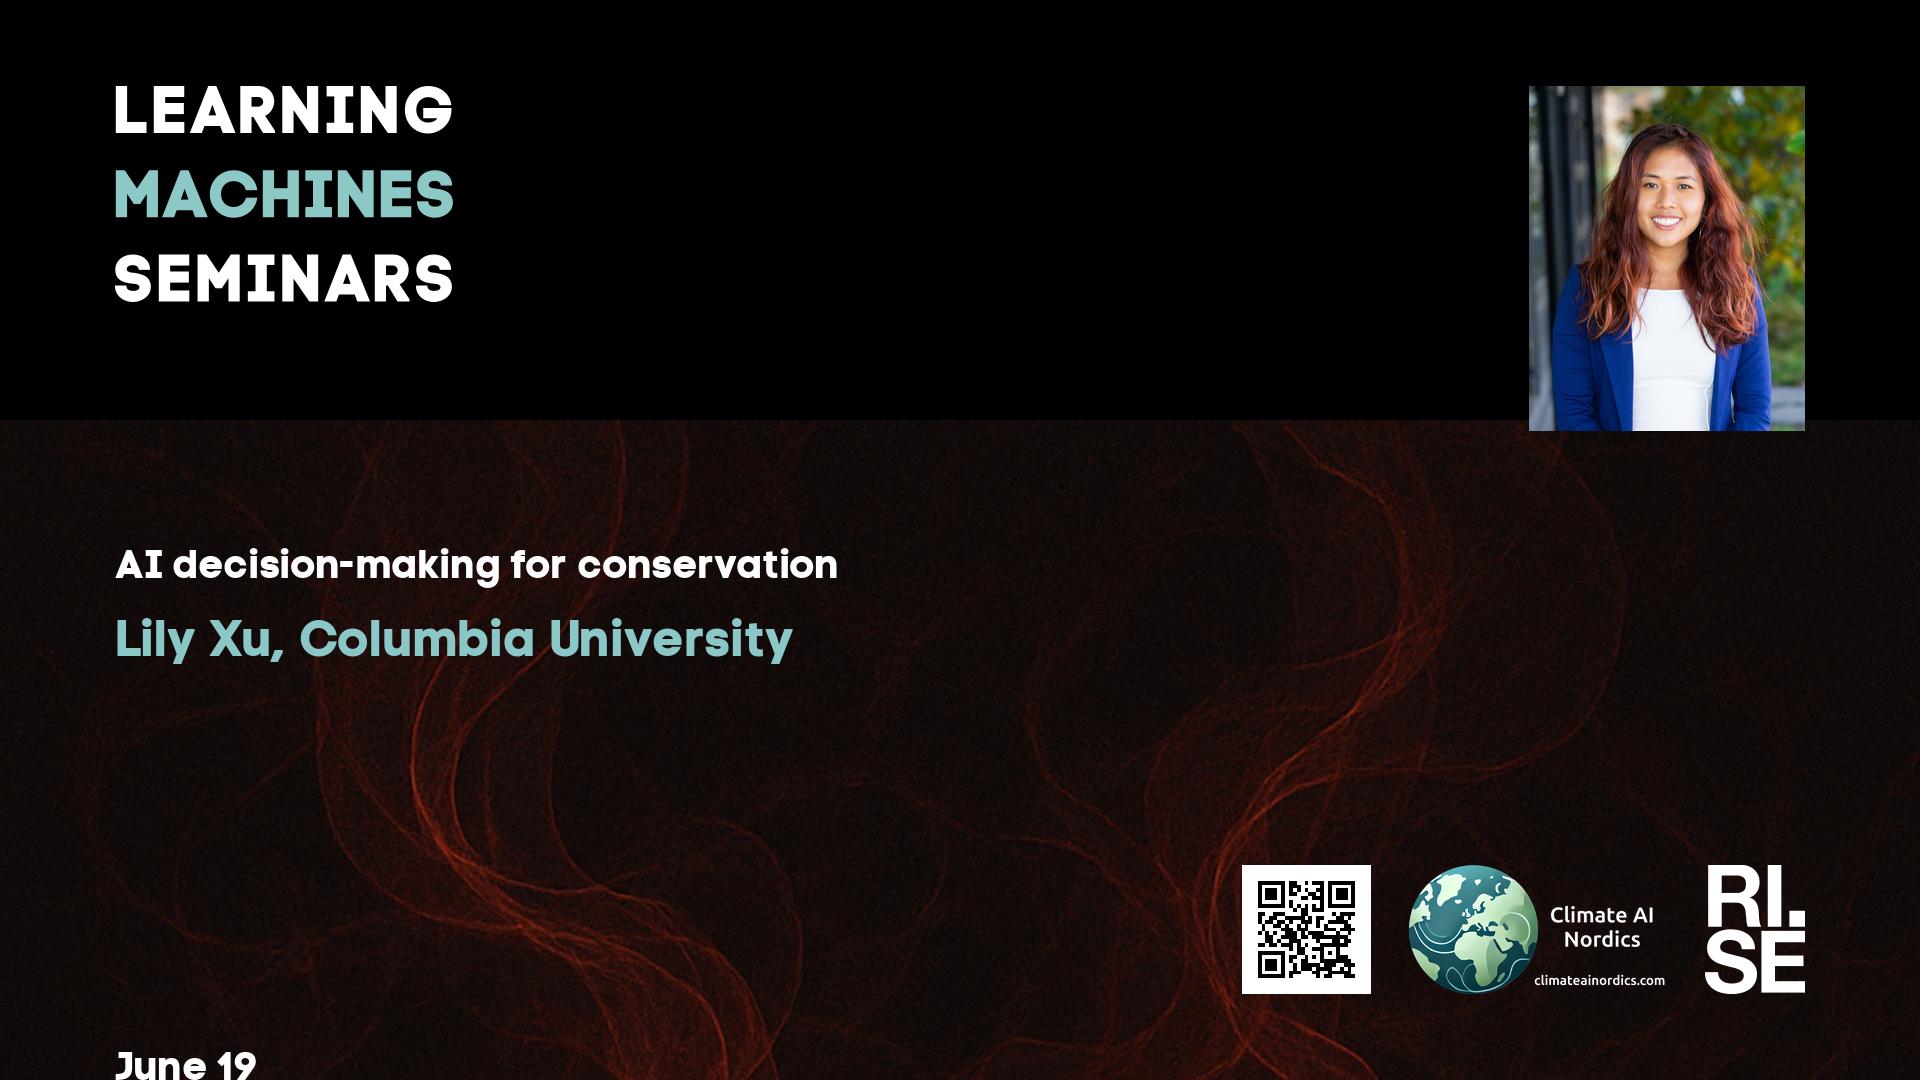 LEARNING
MACHINES
SEMINARS
AI decision-making for conservation
Lily Xu, Columbia University
Climate AI
Nordics
climateainordics.com
RI.
SE
June 19